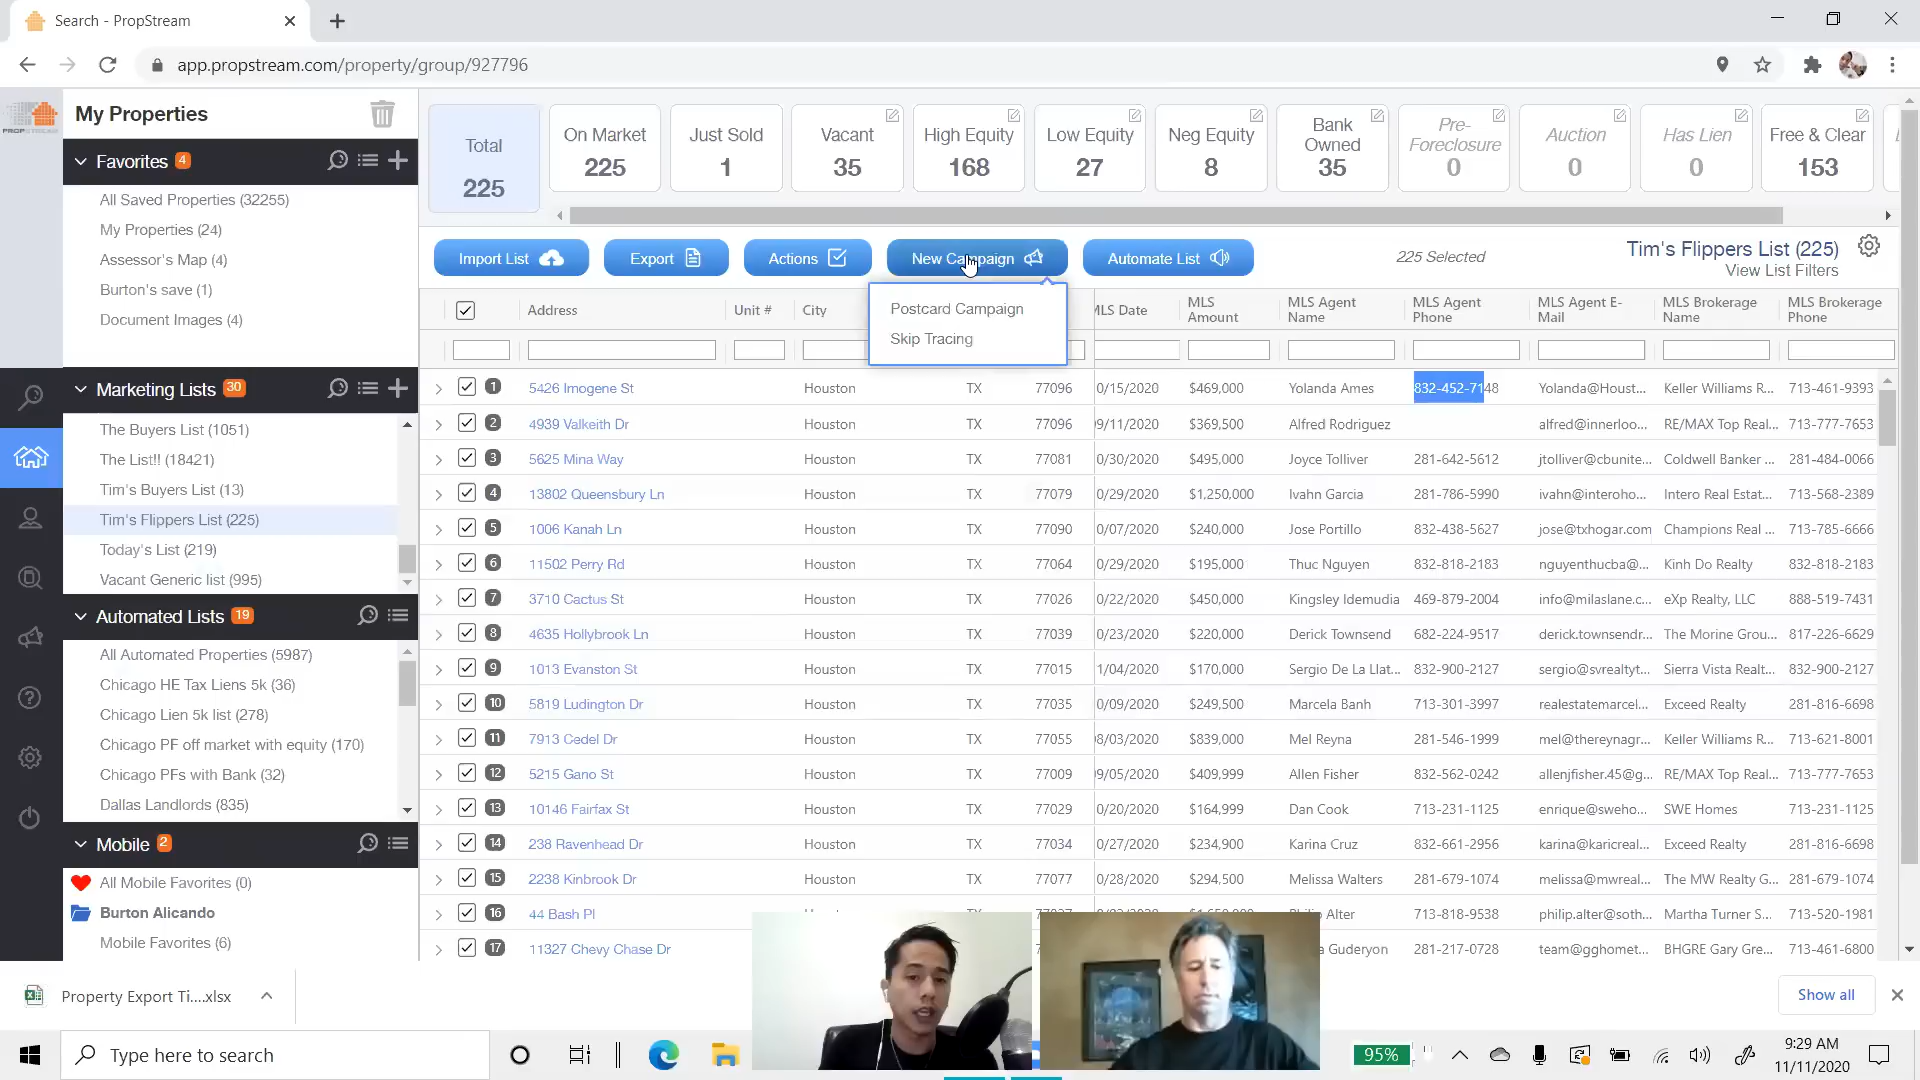 Search - PropStream
app.propstream.com/property/group/927796
PROPSTREAM
My Properties
Favorites 4
All Saved Properties (32255)
My Properties (24)
Assessor's Map (4)
Burton's save (1)
Document Images (4)
Marketing Lists 30
The Buyers List (1051)
The List!! (18421)
Tim's Buyers List (13)
Tim's Flippers List (225)
Today's List (219)
Vacant Generic list (995)
Automated Lists 19
All Automated Properties (5987)
Chicago HE Tax Liens 5k (36)
Chicago Lien 5k list (278)
Chicago PF off market with equity (170)
Chicago PFs with Bank (32)
Dallas Landlords (835)
Mobile 2
All Mobile Favorites (0)
Burton Alicando
Mobile Favorites (6)
Total 225
On Market 225
Just Sold 1
Vacant 35
High Equity 168
Low Equity 27
Neg Equity 8
Bank Owned 35
Pre-Foreclosure 0
Auction 0
Has Lien 0
Free & Clear 153
Import List Export Actions New Campaign Automate List 225 Selected Tim's Flippers List (225)
View List Filters
Postcard Campaign
Skip Tracing
Address Unit # City MLS Date MLS Amount MLS Agent Name MLS Agent Phone MLS Agent E-Mail MLS Brokerage Name MLS Brokerage Phone
1 5426 Imogene St Houston TX 77096 0/15/2020 $469,000 Yolanda Ames 832-452-7148 Yolanda@Houst... Keller Williams R... 713-461-9393
2 4939 Valkeith Dr Houston TX 77096 09/11/2020 $369,500 Alfred Rodriguez alfred@innerloo... RE/MAX Top Real... 713-777-7653
3 5625 Mina Way Houston TX 77081 0/30/2020 $495,000 Joyce Tolliver 281-642-5612 jtolliver@cbunite... Coldwell Banker ... 281-484-0066
4 13802 Queensbury Ln Houston TX 77079 0/29/2020 $1,250,000 Ivahn Garcia 281-786-5990 ivahn@interoho... Intero Real Estat... 713-568-2389
5 1006 Kanah Ln Houston TX 77090 0/07/2020 $240,000 Jose Portillo 832-438-5627 jose@txhogar.com Champions Real ... 713-785-6666
6 11502 Perry Rd Houston TX 77064 0/29/2020 $195,000 Thuc Nguyen 832-818-2183 nguyenthucba@... Kinh Do Realty 832-818-2183
7 3710 Cactus St Houston TX 77026 0/22/2020 $450,000 Kingsley Idemudia 469-879-2004 info@milaslane.c... eXp Realty, LLC 888-519-7431
8 4635 Hollybrook Ln Houston TX 77039 0/23/2020 $220,000 Derick Townsend 682-224-9517 derick.townsendr... The Morine Grou... 817-226-6629
9 1013 Evanston St Houston TX 77015 1/04/2020 $170,000 Sergio De La Llat... 832-900-2127 sergio@svrealtyt... Sierra Vista Realt... 832-900-2127
10 5819 Ludington Dr Houston TX 77035 0/09/2020 $249,500 Marcela Banh 713-301-3997 realestatemarcel... Exceed Realty 281-816-6698
11 7913 Cedel Dr Houston TX 77055 08/03/2020 $839,000 Mel Reyna 281-546-1999 mel@thereynagr... Keller Williams R... 713-621-8001
12 5215 Gano St Houston TX 77009 09/05/2020 $409,999 Allen Fisher 832-562-0242 allenjfisher.45@g... RE/MAX Top Real... 713-777-7653
13 10146 Fairfax St Houston TX 77029 0/20/2020 $164,999 Dan Cook 713-231-1125 enrique@sweho... SWE Homes 713-231-1125
14 238 Ravenhead Dr Houston TX 77034 0/27/2020 $234,900 Karina Cruz 832-661-2956 karina@karicreal... Exceed Realty 281-816-6698
15 2238 Kinbrook Dr Houston TX 77077 0/28/2020 $294,500 Melissa Walters 281-679-1074 melissa@mwreal... The MW Realty G... 281-679-1074
16 44 Bash Pl TX Alter 713-818-9538 philip.alter@soth... Martha Turner S... 713-520-1981
17 11327 Chevy Chase Dr Guderyon 281-217-0728 team@gghomet... BHGRE Gary Gre... 713-461-6800
Property Export Ti....xlsx Show all
Type here to search 95% 9:29 AM
11/11/2020